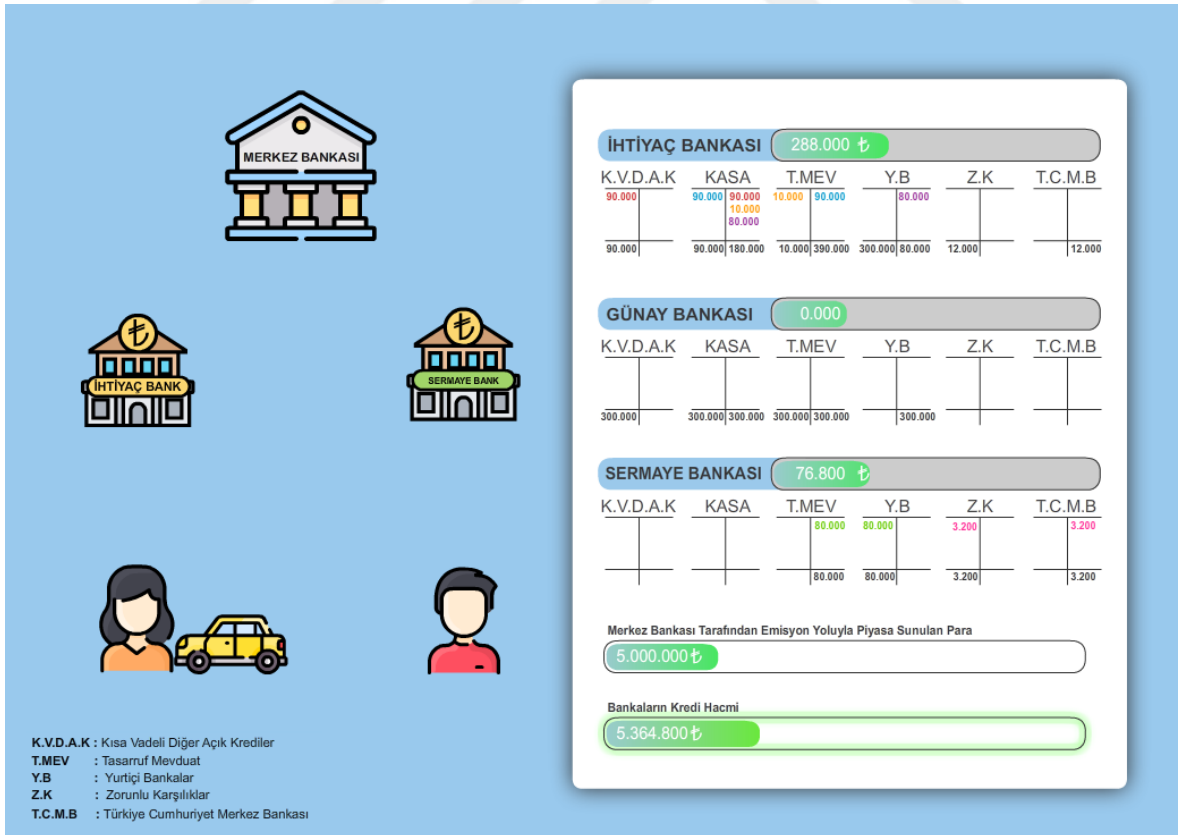 MERKEZ BANKASI
İHTİYAÇ BANK
SERMAYE BANK
İHTİYAÇ BANKASI 288.000 ₺
K.V.D.A.K KASA T.MEV Y.B Z.K T.C.M.B
90.000 90.000 90.000 10.000 90.000 80.000
10.000
80.000
90.000 90.000 180.000 10.000 390.000 300.000 80.000 12.000 12.000
GÜNAY BANKASI 0.000
K.V.D.A.K KASA T.MEV Y.B Z.K T.C.M.B
300.000 300.000 300.000 300.000 300.000 300.000
SERMAYE BANKASI 76.800 ₺
K.V.D.A.K KASA T.MEV Y.B Z.K T.C.M.B
80.000 80.000 3.200 3.200
80.000 80.000 3.200 3.200
Merkez Bankası Tarafından Emisyon Yoluyla Piyasa Sunulan Para
5.000.000 ₺
Bankaların Kredi Hacmi
5.364.800 ₺
K.V.D.A.K : Kısa Vadeli Diğer Açık Krediler
T.MEV : Tasarruf Mevduat
Y.B : Yurtiçi Bankalar
Z.K : Zorunlu Karşılıklar
T.C.M.B : Türkiye Cumhuriyet Merkez Bankası